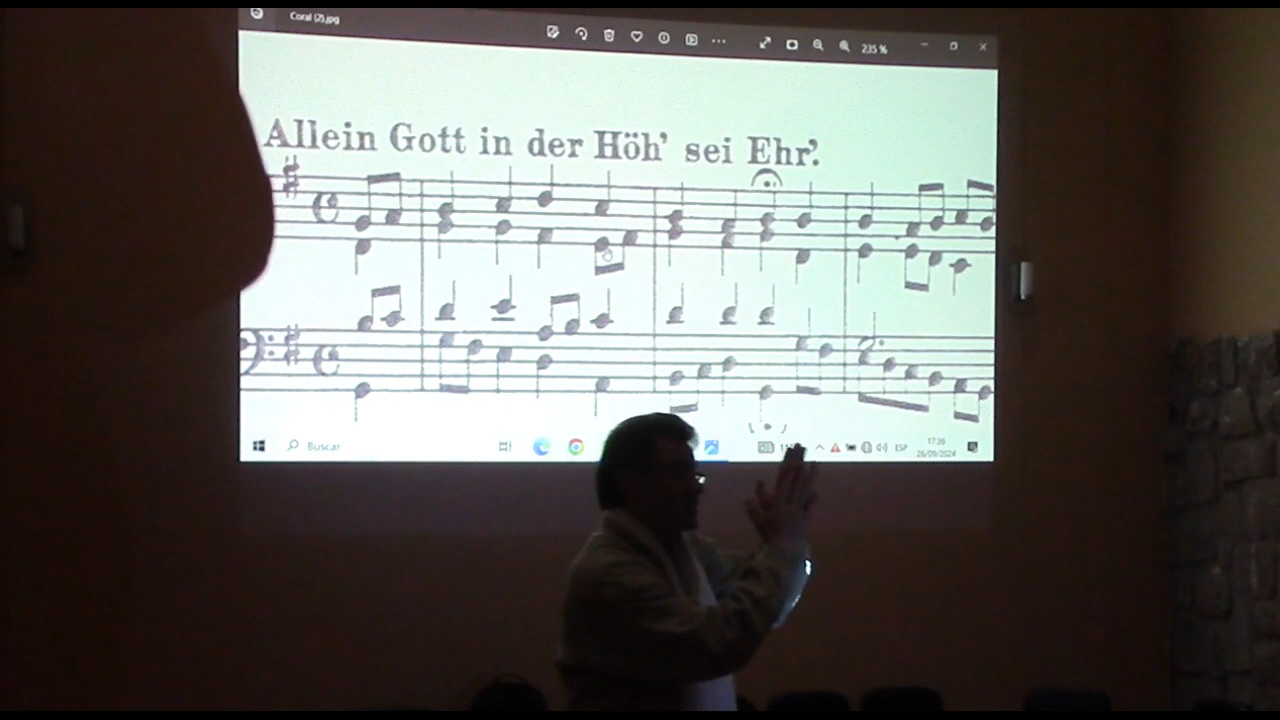 Coral (2).jpg
235 %
Allein Gott in der Höh' sei Ehr'.
Buscar
ESP
17:36
26/09/2024